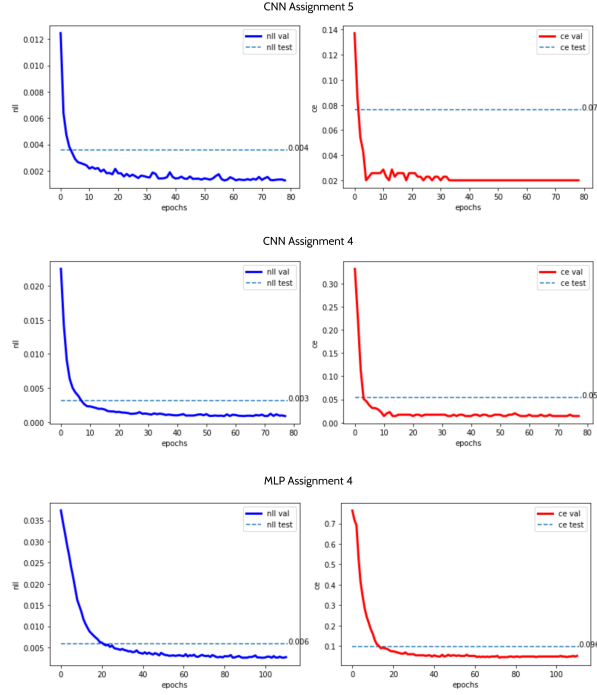 CNN Assignment 5
nll val
nll test
0.012
0.010
0.008
0.006
0.004
0.002
nll
0.004
0 10 20 30 40 50 60 70 80
epochs
ce val
ce test
0.14
0.12
0.10
0.08
0.06
0.04
0.02
ce
0.07
0 10 20 30 40 50 60 70 80
epochs
CNN Assignment 4
nll val
nll test
0.020
0.015
0.010
0.005
0.000
nll
0.003
0 10 20 30 40 50 60 70 80
epochs
ce val
ce test
0.30
0.25
0.20
0.15
0.10
0.05
0.00
ce
0.05
0 10 20 30 40 50 60 70 80
epochs
MLP Assignment 4
nll val
nll test
0.035
0.030
0.025
0.020
0.015
0.010
0.005
nll
0.006
0 20 40 60 80 100
epochs
ce val
ce test
0.7
0.6
0.5
0.4
0.3
0.2
0.1
ce
0 20 40 60 80 100
epochs